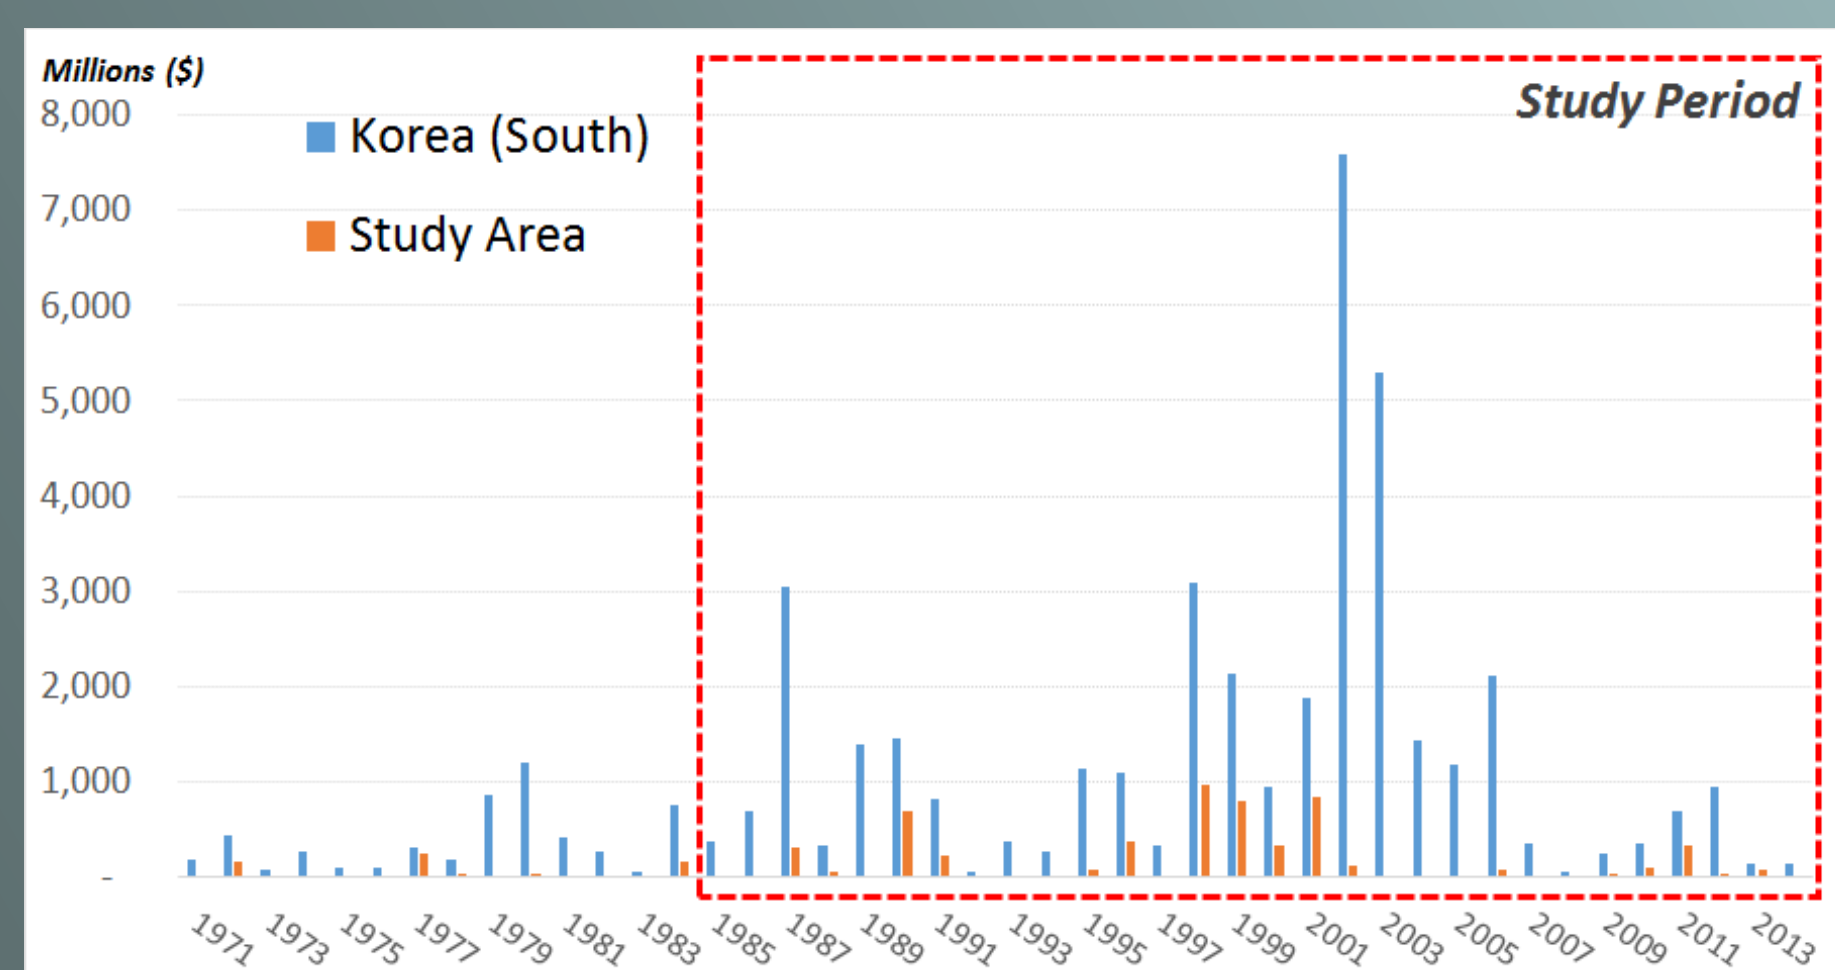 Millions ($)
Study Period
8,000
Korea (South)
7,000
Study Area
6,000
5,000
4,000
3,000
2,000
1,000
-
1971 1973 1975 1977 1979 1981 1983 1985 1987 1989 1991 1993 1995 1997 1999 2001 2003 2005 2007 2009 2011 2013